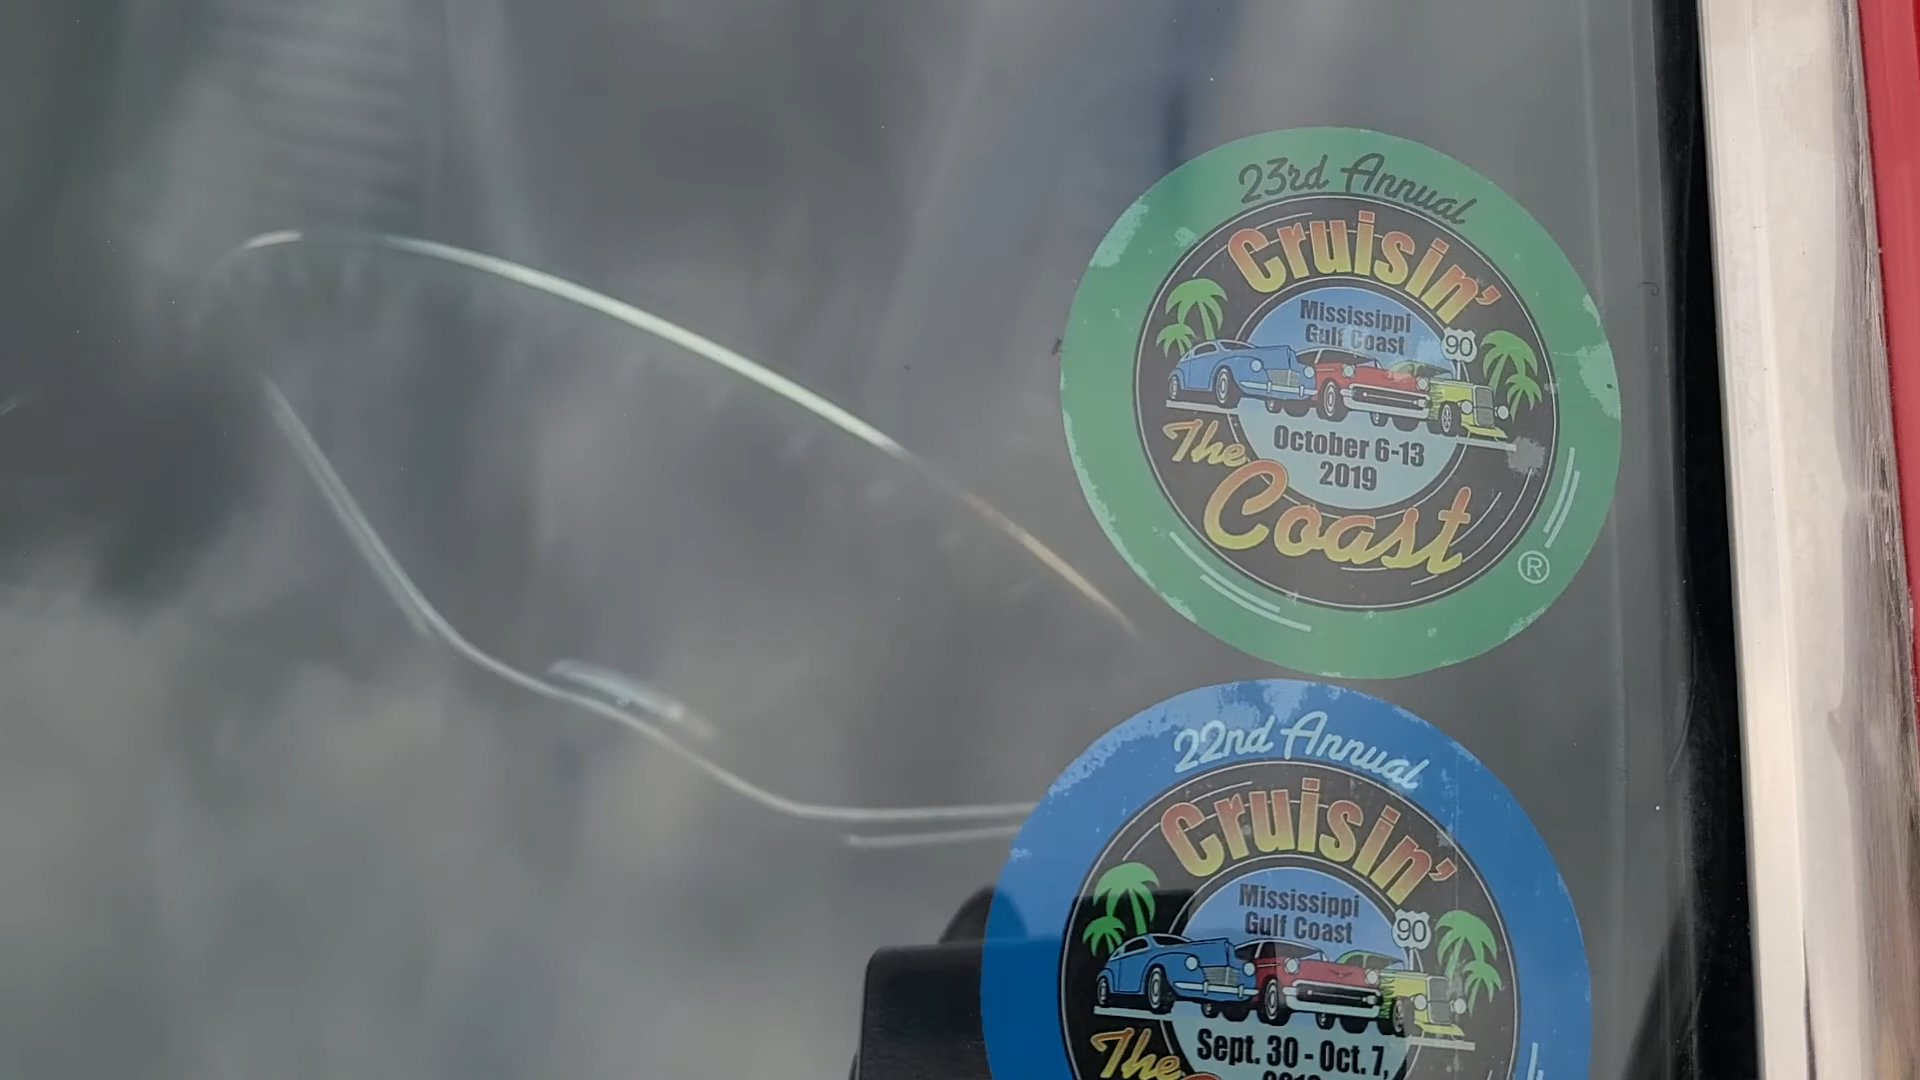 23rd Annual
Cruisin'
Mississippi
Gulf Coast
90
October 6-13
2019
The
Coast
®
22nd Annual
Cruisin'
Mississippi
Gulf Coast
90
Sept. 30 - Oct. 7,
The